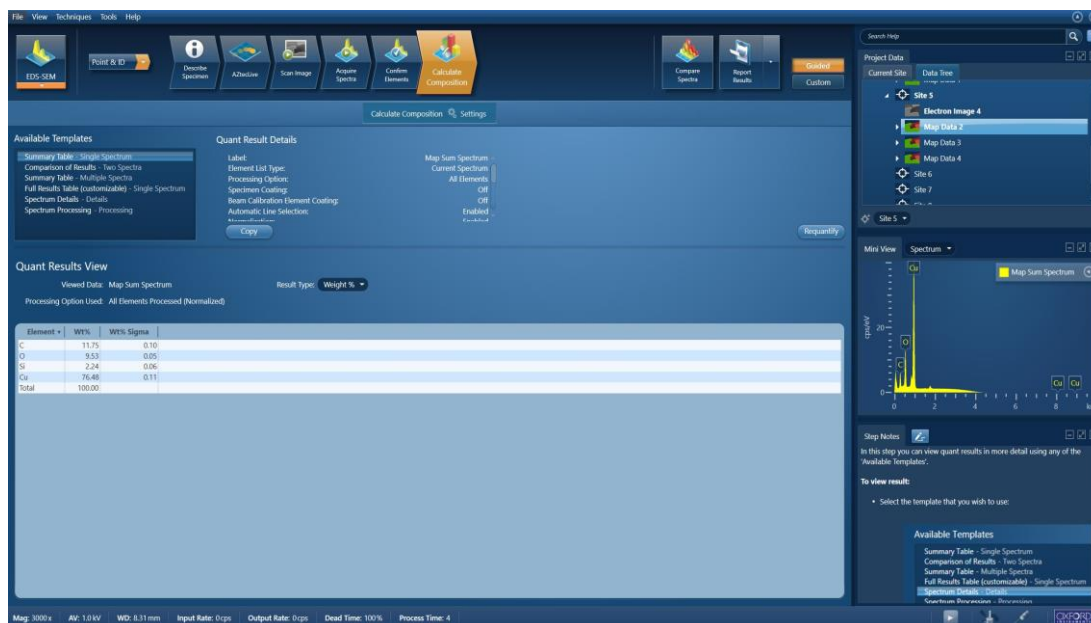 File View Techniques Tools Help
EDS-SEM
Point & ID
Describe Specimen
AZtecLive
Scan Image
Acquire Spectra
Confirm Elements
Calculate Composition
Compare Spectra
Report Results
Guided
Custom
Calculate Composition Settings
Available Templates
Summary Table - Single Spectrum
Comparison of Results - Two Spectra
Summary Table - Multiple Spectra
Full Results Table (customizable) - Single Spectrum
Spectrum Details - Details
Spectrum Processing - Processing
Quant Result Details
Label: Map Sum Spectrum
Element List Type: Current Spectrum
Processing Option: All Elements
Specimen Coating: Off
Beam Calibration Element Coating: Off
Automatic Line Selection: Enabled
Copy
Requantify
Quant Results View
Viewed Data: Map Sum Spectrum
Result Type: Weight %
Processing Option Used: All Elements Processed (Normalized)
Element Wt% Wt% Sigma
C 11.75 0.10
O 9.53 0.05
Si 2.24 0.06
Cu 76.48 0.11
Total 100.00
Search Help
Project Data
Current Site Data Tree
Site 5
Electron Image 4
Map Data 2
Map Data 3
Map Data 4
Site 6
Site 7
Site 5
Mini View Spectrum
Map Sum Spectrum
Cu
O
C
Cu Cu
cps/eV
20
0
0 2 4 6 8
Step Notes
In this step you can view quant results in more detail using any of the
'Available Templates'.
To view result:
• Select the template that you wish to use:
Available Templates
Summary Table - Single Spectrum
Comparison of Results - Two Spectra
Summary Table - Multiple Spectra
Full Results Table (customizable) - Single Spectrum
Spectrum Details - Details
Spectrum Processing - Processing
Mag: 3000 x AV: 1.0 kV WD: 8.31 mm Input Rate: 0 cps Output Rate: 0 cps Dead Time: 100% Process Time: 4
OXFORD